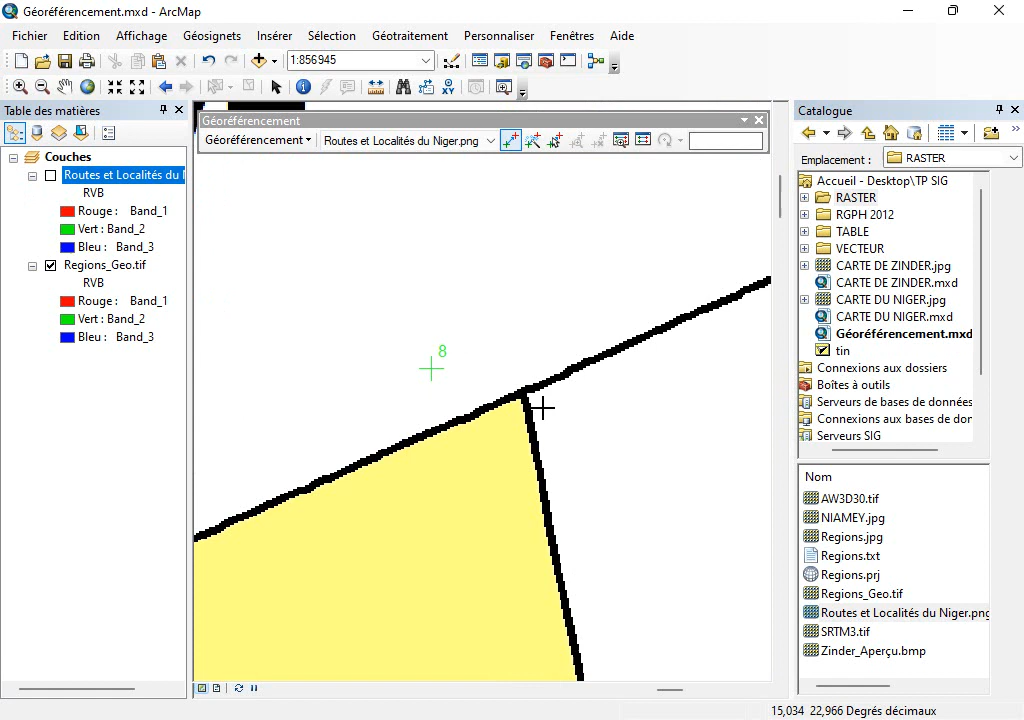 Géoréférencement.mxd - ArcMap
Fichier Edition Affichage Géosignets Insérer Sélection Géotraitement Personnaliser Fenêtres Aide
1:856 945
Table des matières
Couches
Routes et Localités du
RVB
Rouge : Band_1
Vert : Band_2
Bleu : Band_3
Regions_Geo.tif
RVB
Rouge : Band_1
Vert : Band_2
Bleu : Band_3
Géoréférencement
Géoréférencement Routes et Localités du Niger.png
8
Catalogue
Emplacement : RASTER
Accueil - Desktop\TP SIG
RASTER
RGPH 2012
TABLE
VECTEUR
CARTE DE ZINDER.jpg
CARTE DE ZINDER.mxd
CARTE DU NIGER.jpg
CARTE DU NIGER.mxd
Géoréférencement.mxd
tin
Connexions aux dossiers
Boîtes à outils
Serveurs de bases de données
Connexions aux bases de don
Serveurs SIG
Nom
AW3D30.tif
NIAMEY.jpg
Regions.jpg
Regions.txt
Regions.prj
Regions_Geo.tif
Routes et Localités du Niger.png
SRTM3.tif
Zinder_Aperçu.bmp
15,034 22,966 Degrés décimaux